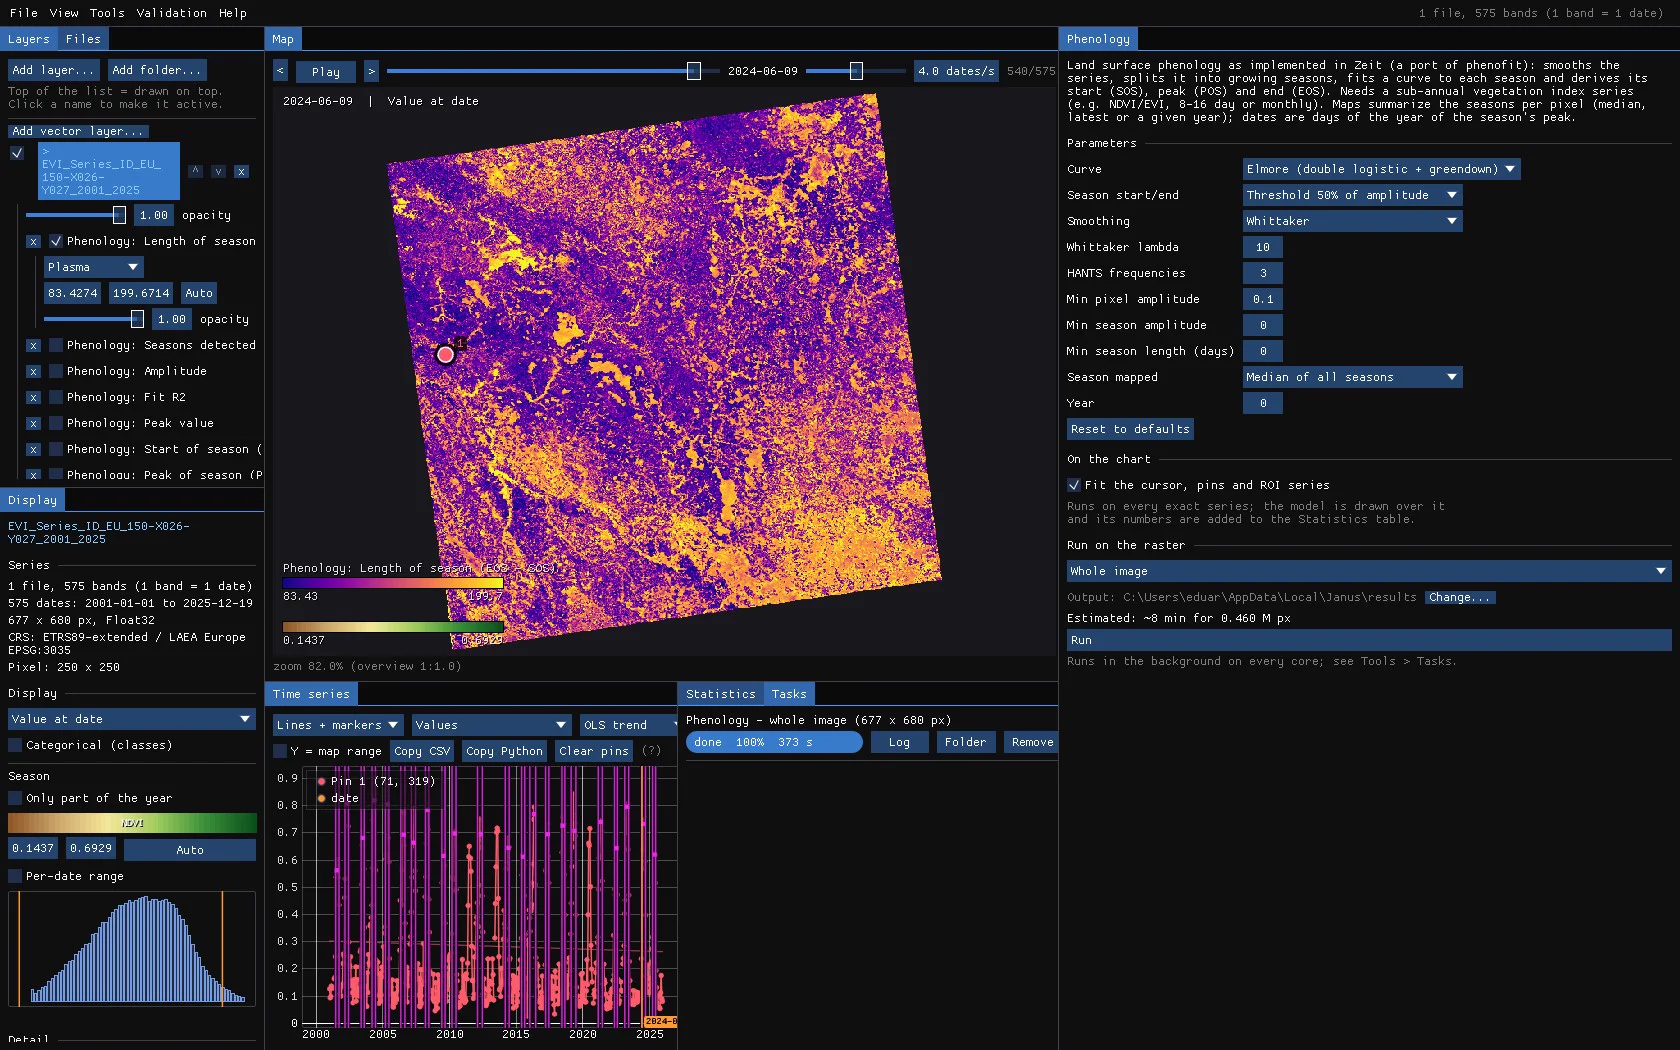 File View Tools Validation Help
1 file, 575 bands (1 band = 1 date)
Layers Files
Add layer... Add folder...
Top of the list = drawn on top.
Click a name to make it active.
Add vector layer...
>
EVI_Series_ID_EU_
150-X026-
Y027_2001_2025
^ v x
1.00 opacity
x Phenology: Length of season
Plasma
83.4274 199.6714 Auto
1.00 opacity
x Phenology: Seasons detected
x Phenology: Amplitude
x Phenology: Fit R2
x Phenology: Peak value
x Phenology: Start of season (
x Phenology: Peak of season (P
Display
EVI_Series_ID_EU_150-X026-
Y027_2001_2025
Series
1 file, 575 bands (1 band = 1 date)
575 dates: 2001-01-01 to 2025-12-19
677 x 680 px, Float32
CRS: ETRS89-extended / LAEA Europe
EPSG:3035
Pixel: 250 x 250
Display
Value at date
Categorical (classes)
Season
Only part of the year
NDVI
0.1437 0.6929 Auto
Per-date range
Detail
Map
< Play > 2024-06-09 4.0 dates/s 540/575
2024-06-09 | Value at date
1
Phenology: Length of season (EOS - SOS)
83.43 199.7
0.1437 0.6929
zoom 82.0% (overview 1:1.0)
Time series
Lines + markers Values OLS trend
Y = map range Copy CSV Copy Python Clear pins (?)
Pin 1 (71, 319)
date
0.9
0.8
0.7
0.6
0.5
0.4
0.3
0.2
0.1
0
2024-0
2000 2005 2010 2015 2020 2025
Statistics Tasks
Phenology - whole image (677 x 680 px)
done 100% 373 s Log Folder Remove
Phenology
Land surface phenology as implemented in Zeit (a port of phenofit): smooths the
series, splits it into growing seasons, fits a curve to each season and derives its
start (SOS), peak (POS) and end (EOS). Needs a sub-annual vegetation index series
(e.g. NDVI/EVI, 8-16 day or monthly). Maps summarize the seasons per pixel (median,
latest or a given year); dates are days of the year of the season's peak.
Parameters
Curve Elmore (double logistic + greendown)
Season start/end Threshold 50% of amplitude
Smoothing Whittaker
Whittaker lambda 10
HANTS frequencies 3
Min pixel amplitude 0.1
Min season amplitude 0
Min season length (days) 0
Season mapped Median of all seasons
Year 0
Reset to defaults
On the chart
Fit the cursor, pins and ROI series
Runs on every exact series; the model is drawn over it
and its numbers are added to the Statistics table.
Run on the raster
Whole image
Output: C:\Users\eduar\AppData\Local\Janus\results Change...
Estimated: ~8 min for 0.460 M px
Run
Runs in the background on every core; see Tools > Tasks.